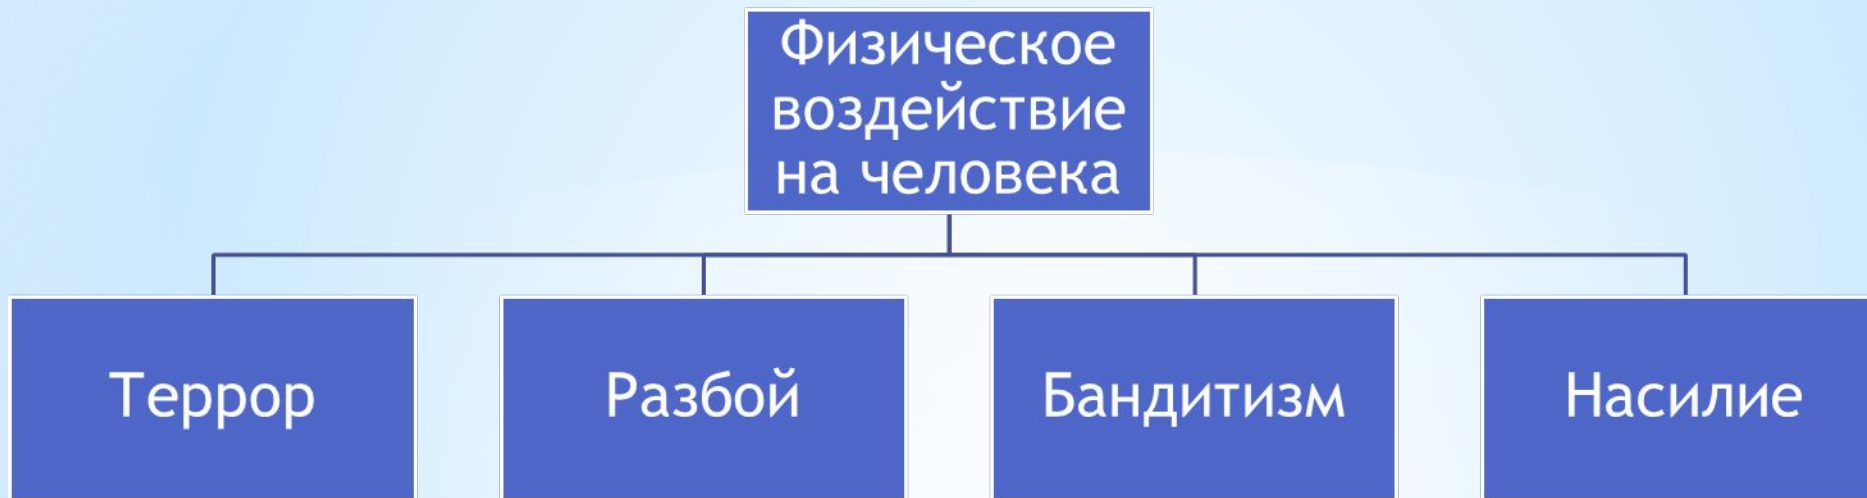 Физическое
воздействие
на человека
Террор
Разбой
Бандитизм
Насилие